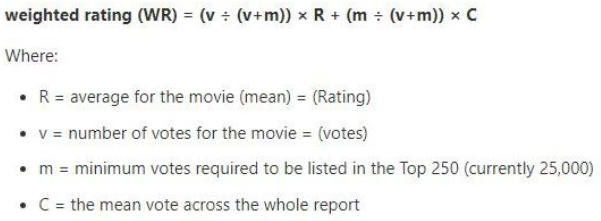 weighted rating (WR) = (v ÷ (v+m)) × R + (m ÷ (v+m)) × C
Where:
• R = average for the movie (mean) = (Rating)
• v = number of votes for the movie = (votes)
• m = minimum votes required to be listed in the Top 250 (currently 25,000)
• C = the mean vote across the whole report